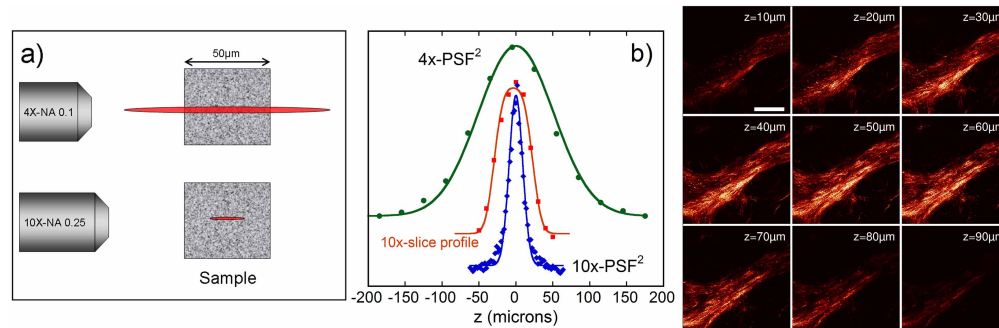 a)
50μm
4X-NA 0.1
10X-NA 0.25
Sample
b)
4x-PSF²
10x-slice profile
10x-PSF²
-200 -150 -100 -50 0 50 100 150 200
z (microns)
z=10μm
z=20μm
z=30μm
z=40μm
z=50μm
z=60μm
z=70μm
z=80μm
z=90μm